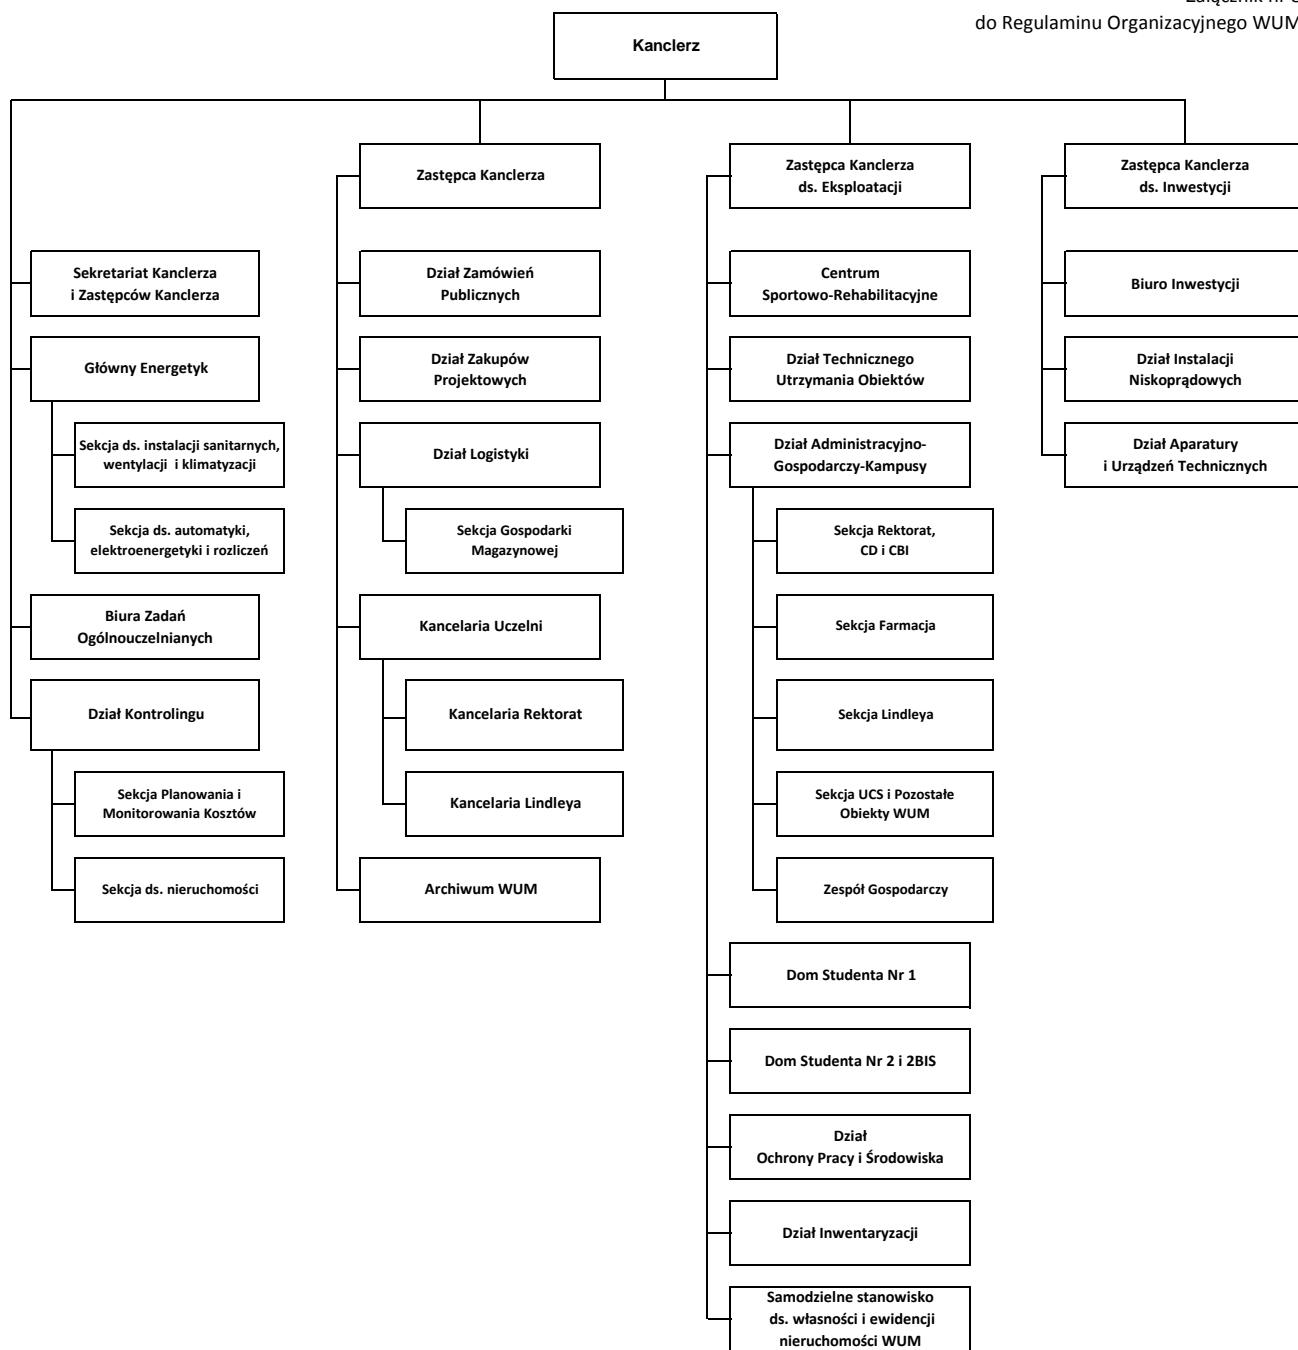 do Regulaminu Organizacyjnego WUM
Kanclerz
Zastępca Kanclerza
Zastępca Kanclerza
ds. Eksploatacji
Zastępca Kanclerza
ds. Inwestycji
Sekretariat Kanclerza
i Zastępców Kanclerza
Dział Zamówień
Publicznych
Centrum
Sportowo-Rehabilitacyjne
Biuro Inwestycji
Główny Energetyk
Dział Zakupów
Projektowych
Dział Technicznego
Utrzymania Obiektów
Dział Instalacji
Niskoprądowych
Sekcja ds. instalacji sanitarnych,
wentylacji i klimatyzacji
Dział Logistyki
Dział Administracyjno-
Gospodarczy-Kampusy
Dział Aparatury
i Urządzeń Technicznych
Sekcja ds. automatyki,
elektroenergetyki i rozliczeń
Sekcja Gospodarki
Magazynowej
Sekcja Rektorat,
CD i CBI
Biura Zadań
Ogólnouczelnianych
Kancelaria Uczelni
Sekcja Farmacja
Dział Kontrolingu
Kancelaria Rektorat
Sekcja Lindleya
Sekcja Planowania i
Monitorowania Kosztów
Kancelaria Lindleya
Sekcja UCS i Pozostałe
Obiekty WUM
Sekcja ds. nieruchomości
Archiwum WUM
Zespół Gospodarczy
Dom Studenta Nr 1
Dom Studenta Nr 2 i 2BIS
Dział
Ochrony Pracy i Środowiska
Dział Inwentaryzacji
Samodzielne stanowisko
ds. własności i ewidencji
nieruchomości WUM